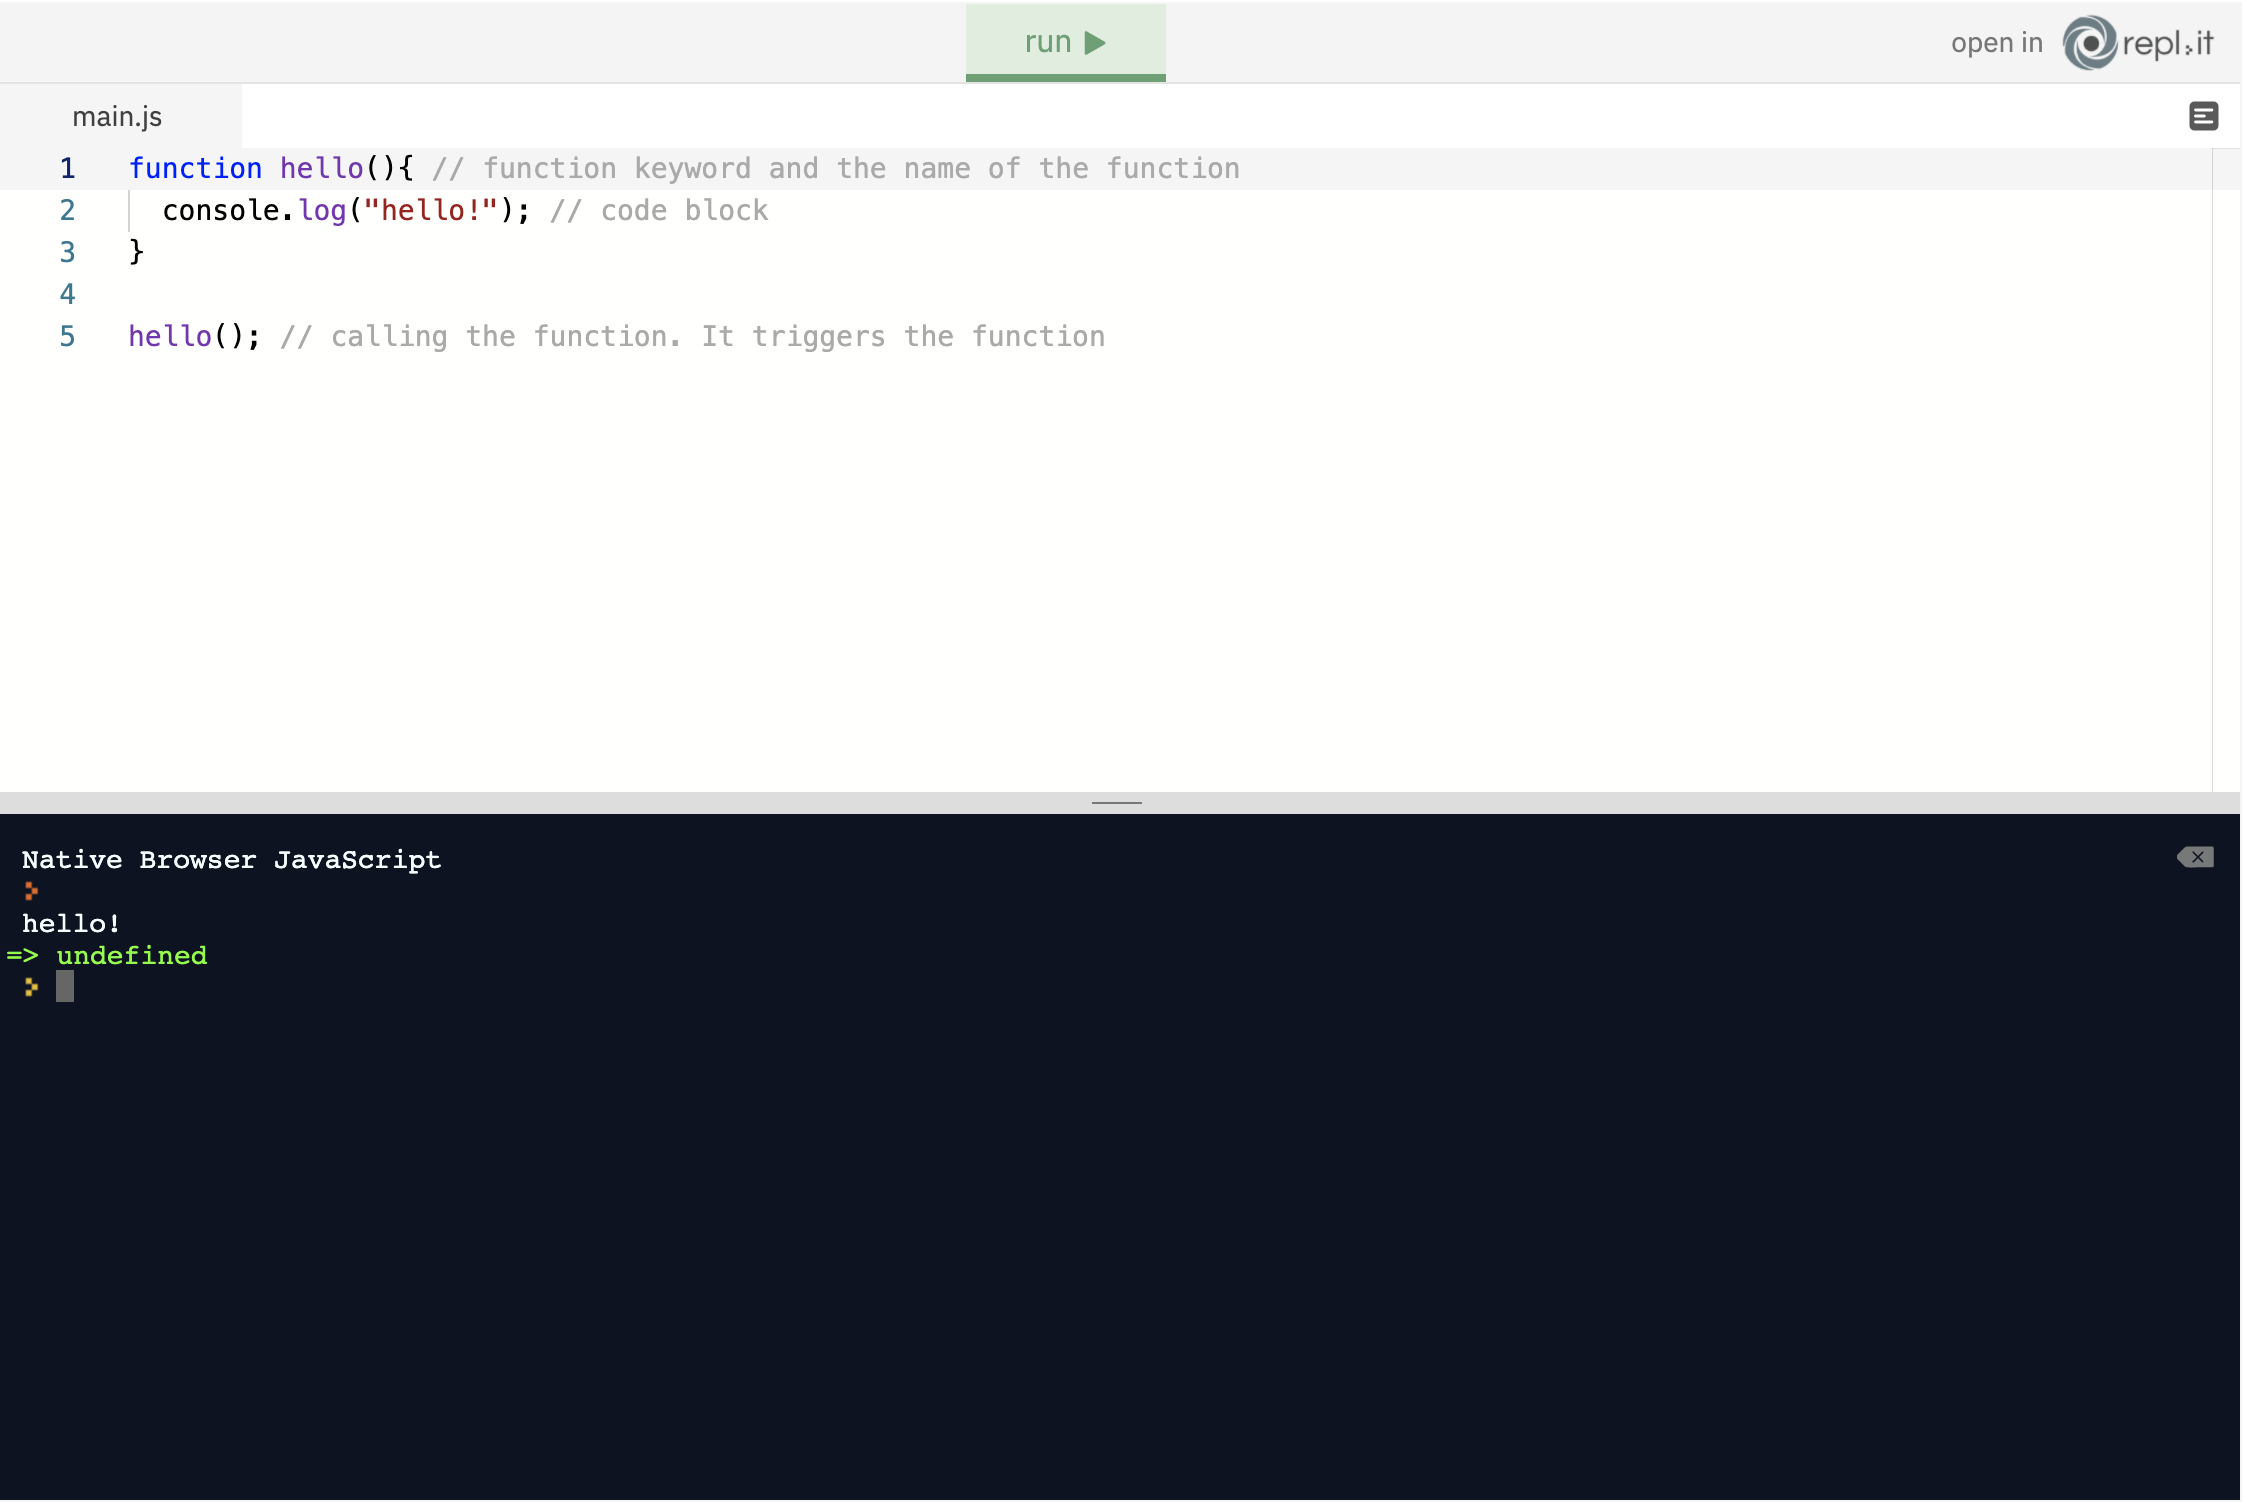 run
open in repl.it
main.js
1 function hello(){ // function keyword and the name of the function
2 console.log("hello!"); // code block
3 }
4
5 hello(); // calling the function. It triggers the function
Native Browser JavaScript
hello!
=> undefined